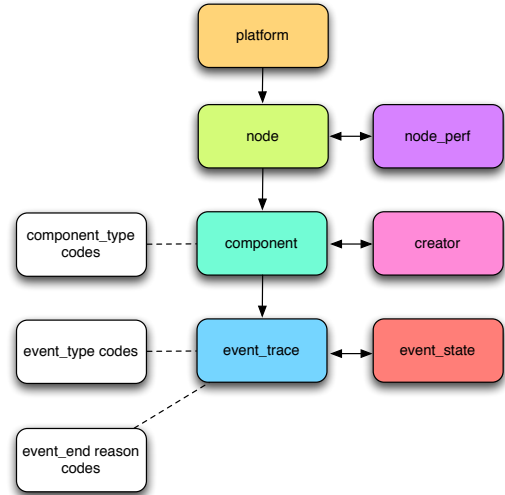 platform
node
node_perf
component_type
codes
component
creator
event_type codes
event_trace
event_state
event_end reason
codes